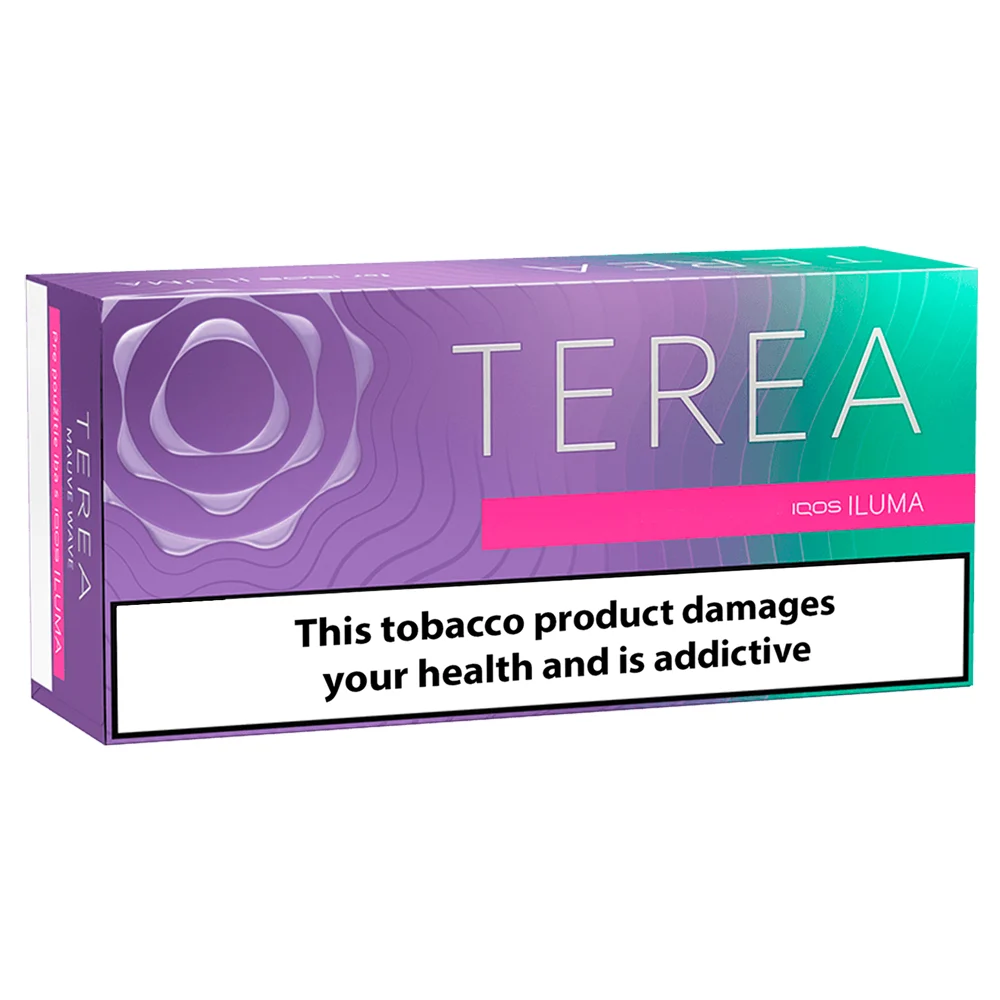 for IQOS ILUMA
TEREA
TEREA
MAUVE WAVE
pre použitie iba s IQOS ILUMA
TEREA
IQOS ILUMA
This tobacco product damages
your health and is addictive